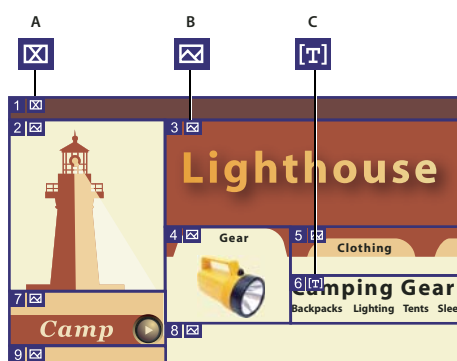 A B C
[T]
1
2 3
Lighthouse
4 Gear 5
Clothing
6 [T]
Camping Gear
Backpacks Lighting Tents
7
Camp
8
9